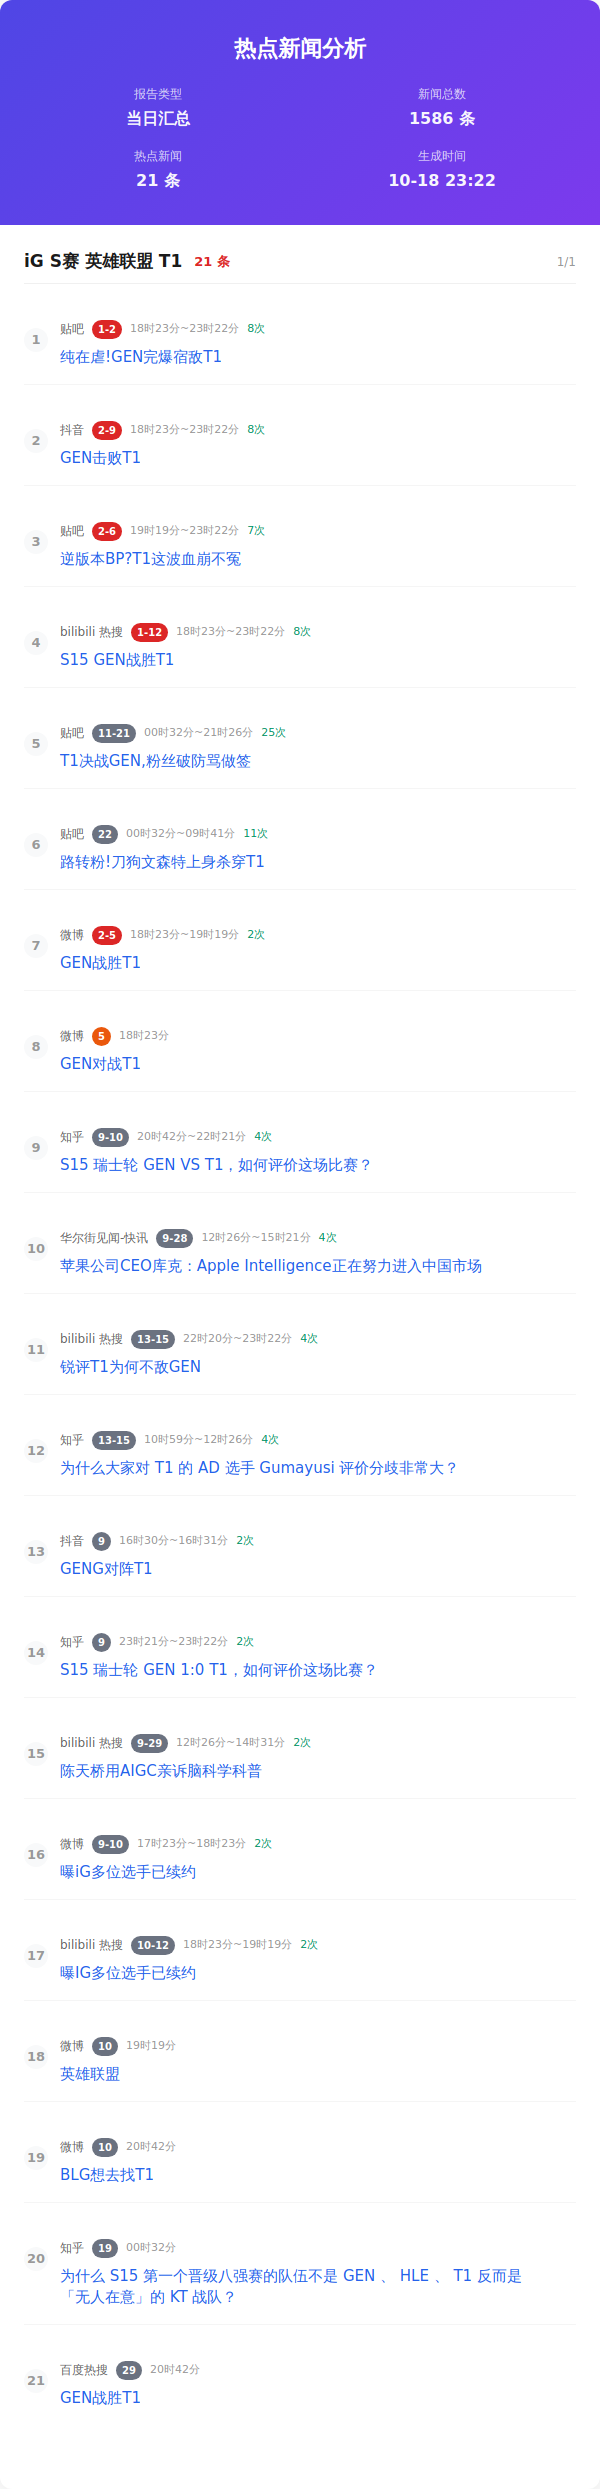 热点新闻分析
报告类型
当日汇总
新闻总数
1586 条
热点新闻
21 条
生成时间
10-18 23:22
iG S赛 英雄联盟 T1 21 条 1/1
1
贴吧 1-2 18时23分~23时22分 8次
纯在虐!GEN完爆宿敌T1
2
抖音 2-9 18时23分~23时22分 8次
GEN击败T1
3
贴吧 2-6 19时19分~23时22分 7次
逆版本BP?T1这波血崩不冤
4
bilibili 热搜 1-12 18时23分~23时22分 8次
S15 GEN战胜T1
5
贴吧 11-21 00时32分~21时26分 25次
T1决战GEN,粉丝破防骂做签
6
贴吧 22 00时32分~09时41分 11次
路转粉!刀狗文森特上身杀穿T1
7
微博 2-5 18时23分~19时19分 2次
GEN战胜T1
8
微博 5 18时23分
GEN对战T1
9
知乎 9-10 20时42分~22时21分 4次
S15 瑞士轮 GEN VS T1，如何评价这场比赛？
10
华尔街见闻-快讯 9-28 12时26分~15时21分 4次
苹果公司CEO库克：Apple Intelligence正在努力进入中国市场
11
bilibili 热搜 13-15 22时20分~23时22分 4次
锐评T1为何不敌GEN
12
知乎 13-15 10时59分~12时26分 4次
为什么大家对 T1 的 AD 选手 Gumayusi 评价分歧非常大？
13
抖音 9 16时30分~16时31分 2次
GENG对阵T1
14
知乎 9 23时21分~23时22分 2次
S15 瑞士轮 GEN 1:0 T1，如何评价这场比赛？
15
bilibili 热搜 9-29 12时26分~14时31分 2次
陈天桥用AIGC亲诉脑科学科普
16
微博 9-10 17时23分~18时23分 2次
曝iG多位选手已续约
17
bilibili 热搜 10-12 18时23分~19时19分 2次
曝IG多位选手已续约
18
微博 10 19时19分
英雄联盟
19
微博 10 20时42分
BLG想去找T1
20
知乎 19 00时32分
为什么 S15 第一个晋级八强赛的队伍不是 GEN 、 HLE 、 T1 反而是
「无人在意」的 KT 战队？
21
百度热搜 29 20时42分
GEN战胜T1